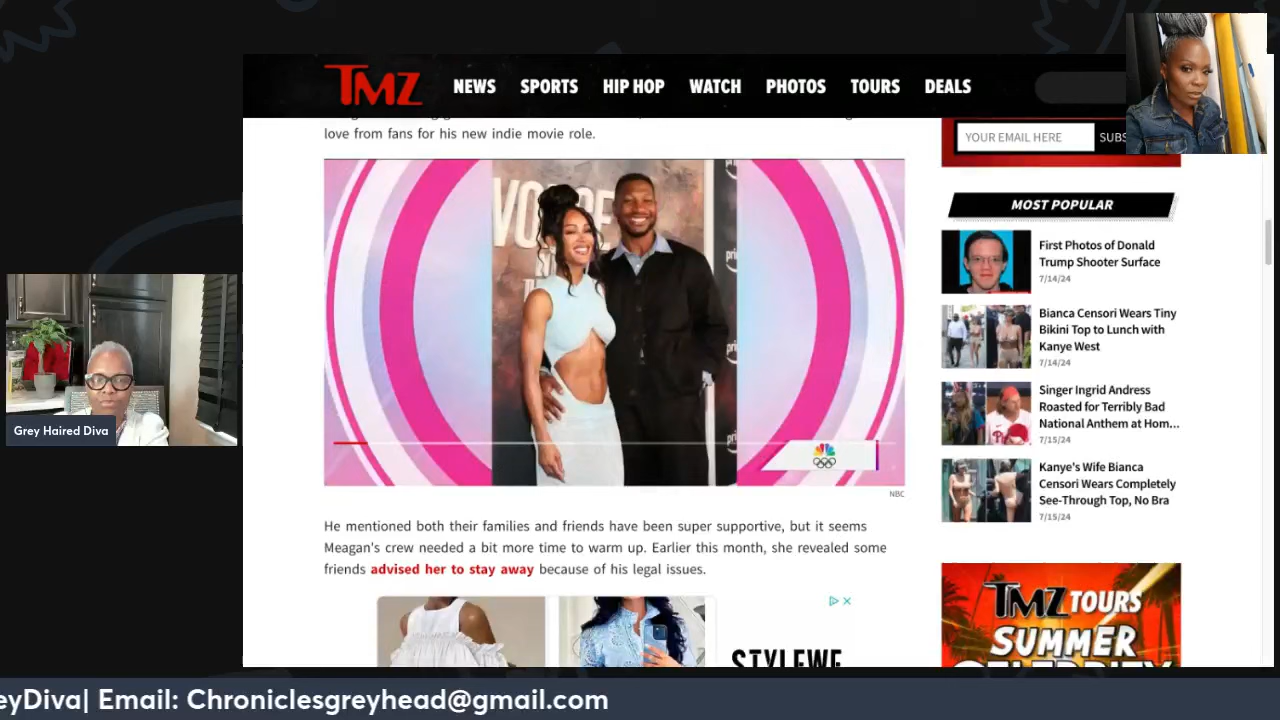 TMZ
NEWS SPORTS HIP HOP WATCH PHOTOS TOURS DEALS
love from fans for his new indie movie role.
VOICE
prime
NBC
He mentioned both their families and friends have been super supportive, but it seems
Meagan's crew needed a bit more time to warm up. Earlier this month, she revealed some
friends advised her to stay away because of his legal issues.
STYLEWE
YOUR EMAIL HERE SUBS
MOST POPULAR
First Photos of Donald
Trump Shooter Surface
7/14/24
Bianca Censori Wears Tiny
Bikini Top to Lunch with
Kanye West
7/14/24
Singer Ingrid Andress
Roasted for Terribly Bad
National Anthem at Hom...
7/15/24
Kanye's Wife Bianca
Censori Wears Completely
See-Through Top, No Bra
7/15/24
TMZ TOURS
SUMMER
CELEBRITY
Grey Haired Diva
eyDiva| Email: Chroniclesgreyhead@gmail.com